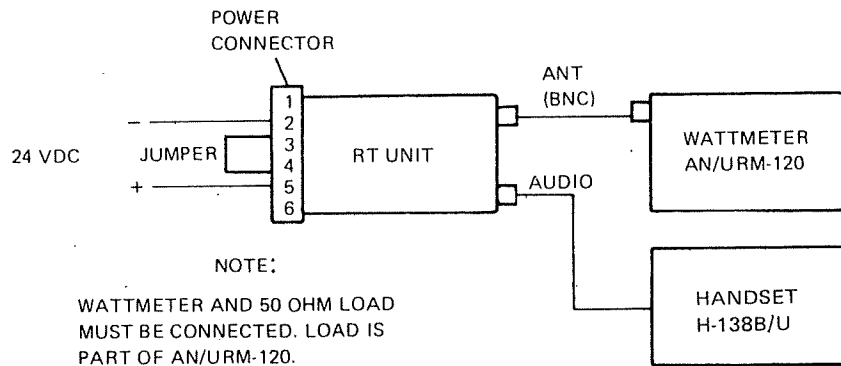 POWER
CONNECTOR
1
2
3
4
5
6
-
24 VDC
JUMPER
+
RT UNIT
ANT
(BNC)
AUDIO
WATTMETER
AN/URM-120
HANDSET
H-138B/U
NOTE:
WATTMETER AND 50 OHM LOAD
MUST BE CONNECTED. LOAD IS
PART OF AN/URM-120.